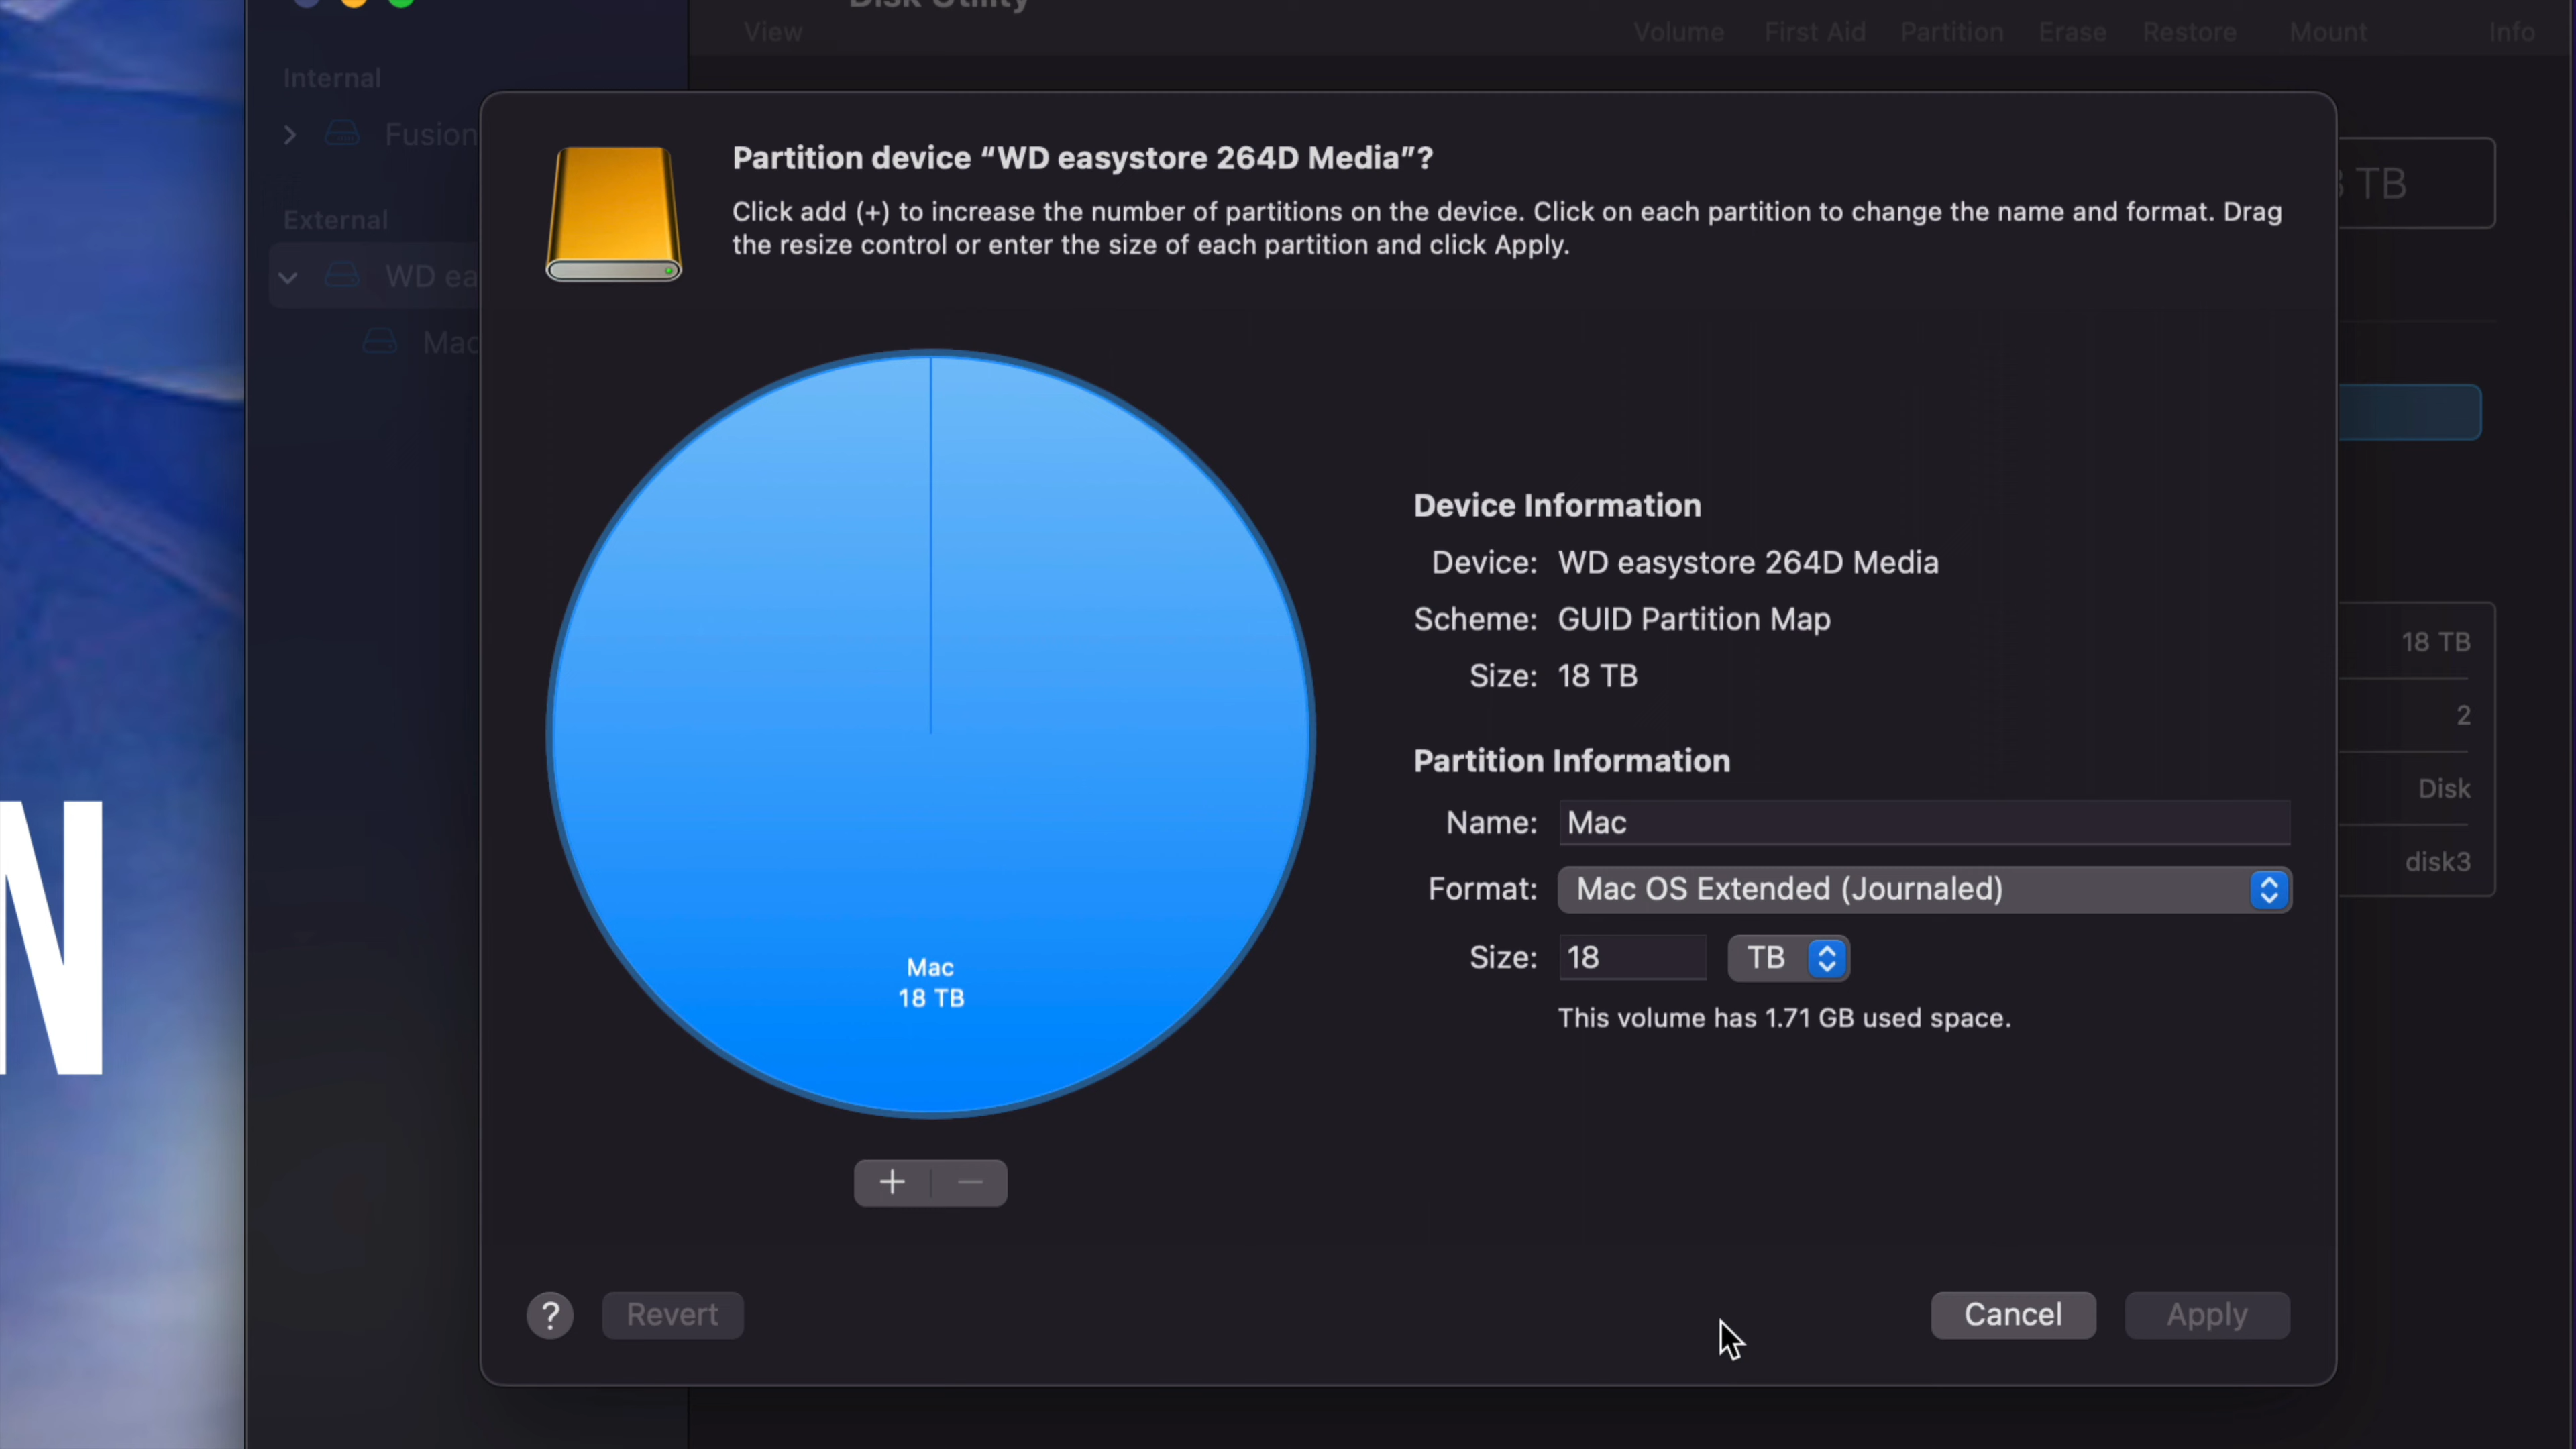 Disk Utility
View
Volume First Aid Partition Erase Restore Mount Info
Internal
Fusion
External
WD ea
Mac
TB
Partition device “WD easystore 264D Media”?
Click add (+) to increase the number of partitions on the device. Click on each partition to change the name and format. Drag
the resize control or enter the size of each partition and click Apply.
Device Information
Device: WD easystore 264D Media
Scheme: GUID Partition Map
Size: 18 TB
Partition Information
Name: Mac
Format: Mac OS Extended (Journaled)
Size: 18 TB
This volume has 1.71 GB used space.
Mac
18 TB
+ −
? Revert
Cancel Apply
18 TB
2
Disk
disk3
N